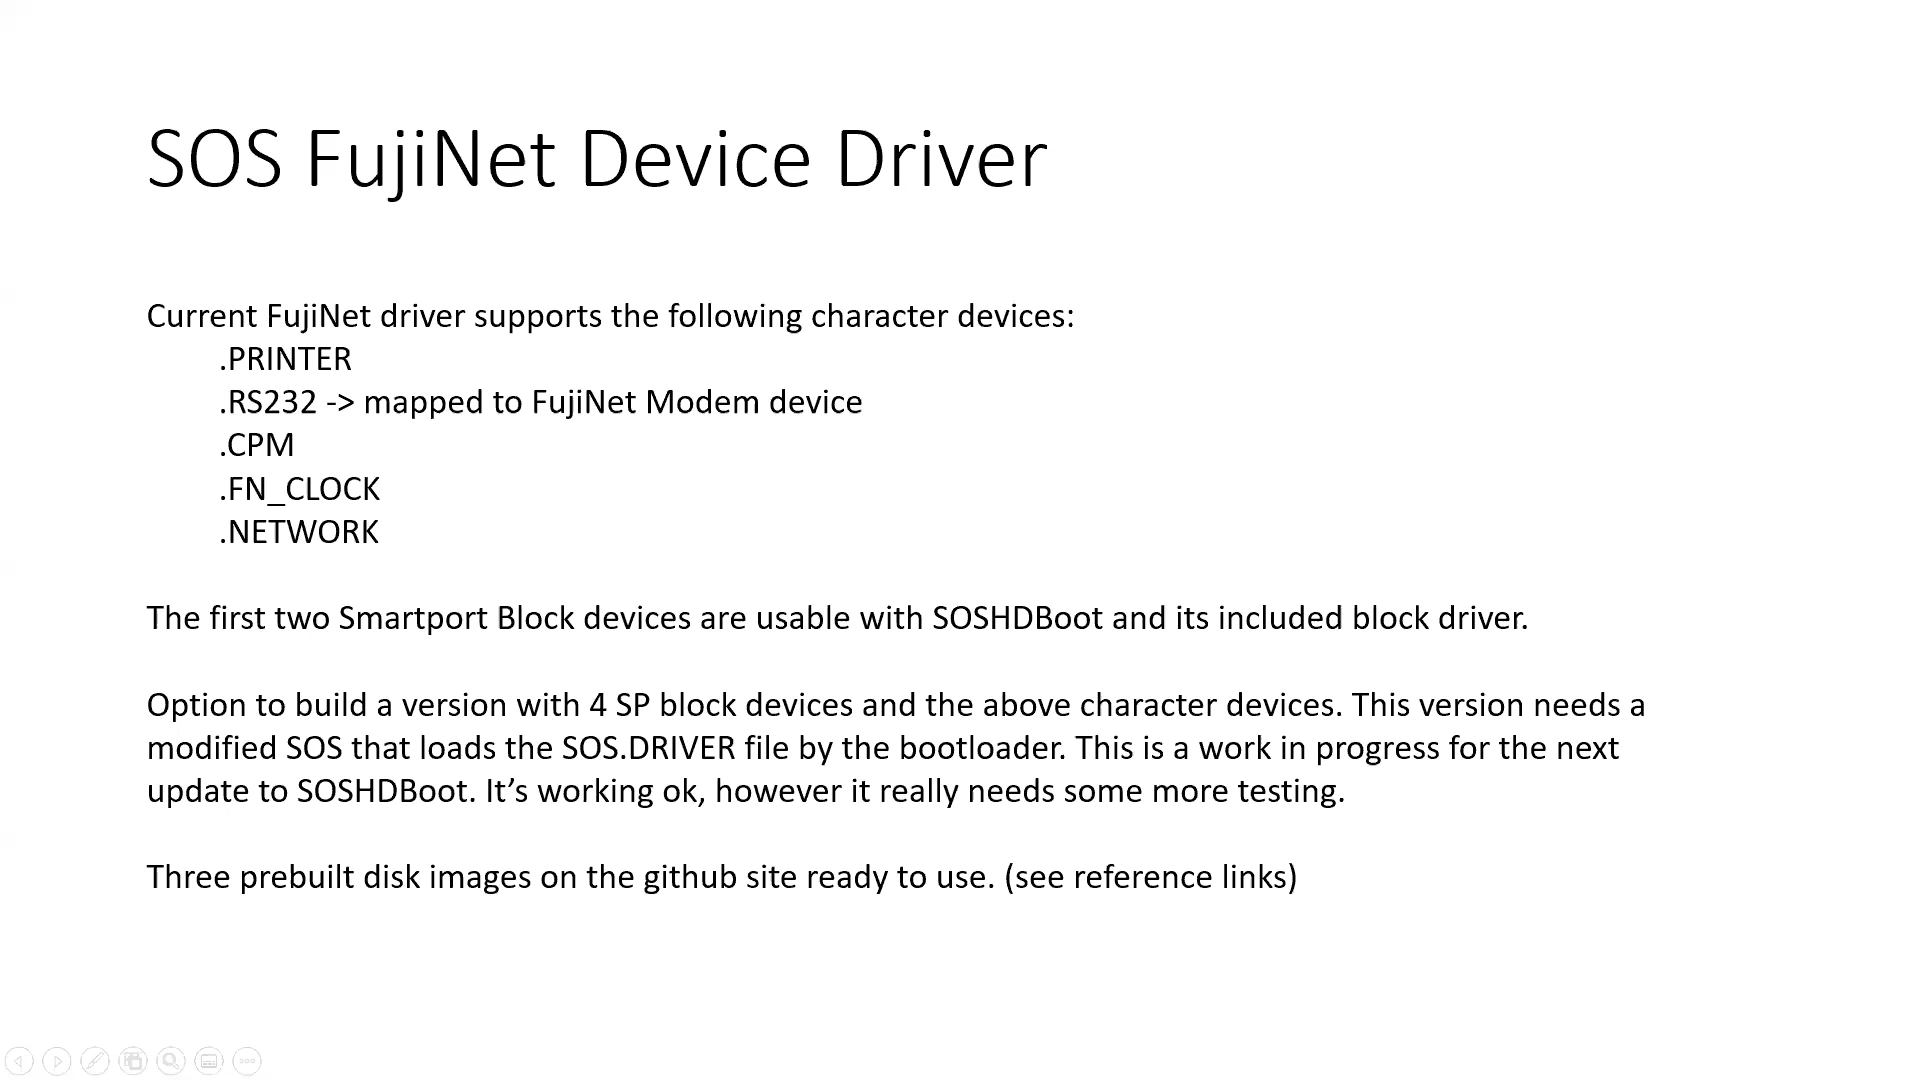 SOS FujiNet Device Driver
Current FujiNet driver supports the following character devices:
.PRINTER
.RS232 -> mapped to FujiNet Modem device
.CPM
.FN_CLOCK
.NETWORK
The first two Smartport Block devices are usable with SOSHDBoot and its included block driver.
Option to build a version with 4 SP block devices and the above character devices. This version needs a
modified SOS that loads the SOS.DRIVER file by the bootloader. This is a work in progress for the next
update to SOSHDBoot. It’s working ok, however it really needs some more testing.
Three prebuilt disk images on the github site ready to use. (see reference links)